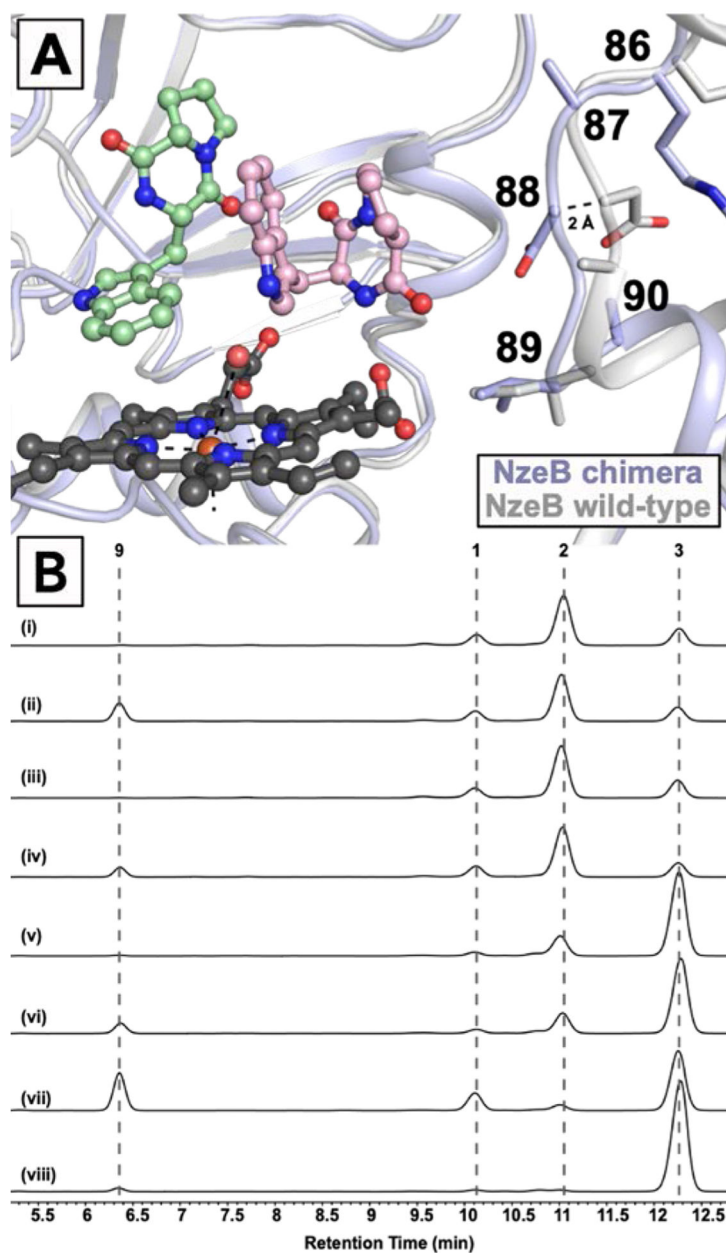 A
86
87
88
2 Å
90
89
NzeB chimera
NzeB wild-type
B
9 1 2 3
(i)
(ii)
(iii)
(iv)
(v)
(vi)
(vii)
(viii)
5.5 6 6.5 7 7.5 8 8.5 9 9.5 10 10.5 11 11.5 12 12.5
Retention Time (min)